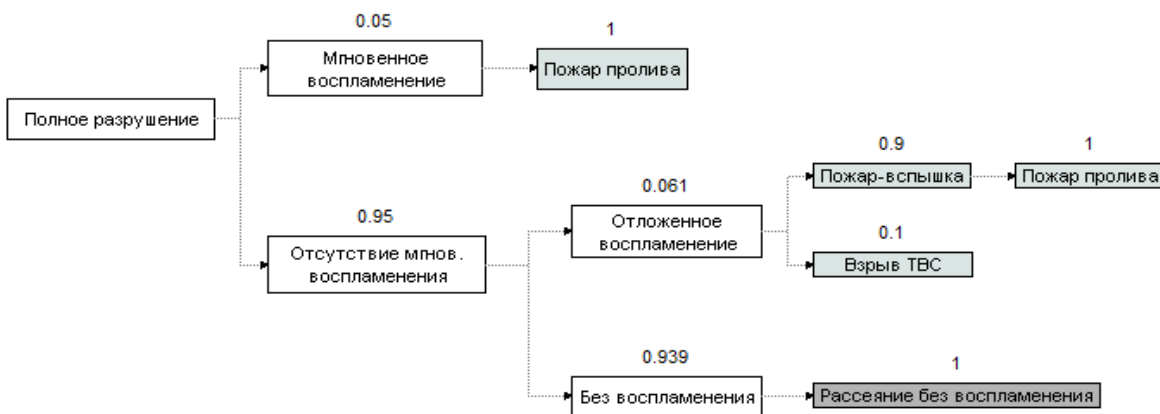 0.05
1
Мгновенное
воспламенение
Пожар пролива
Полное разрушение
0.9
1
Пожар-вспышка
Пожар пролива
0.061
0.95
Отложенное
воспламенение
0.1
Отсутствие мгнов.
воспламенения
Взрыв ТВС
0.939
1
Без воспламенения
Рассеяние без воспламенения